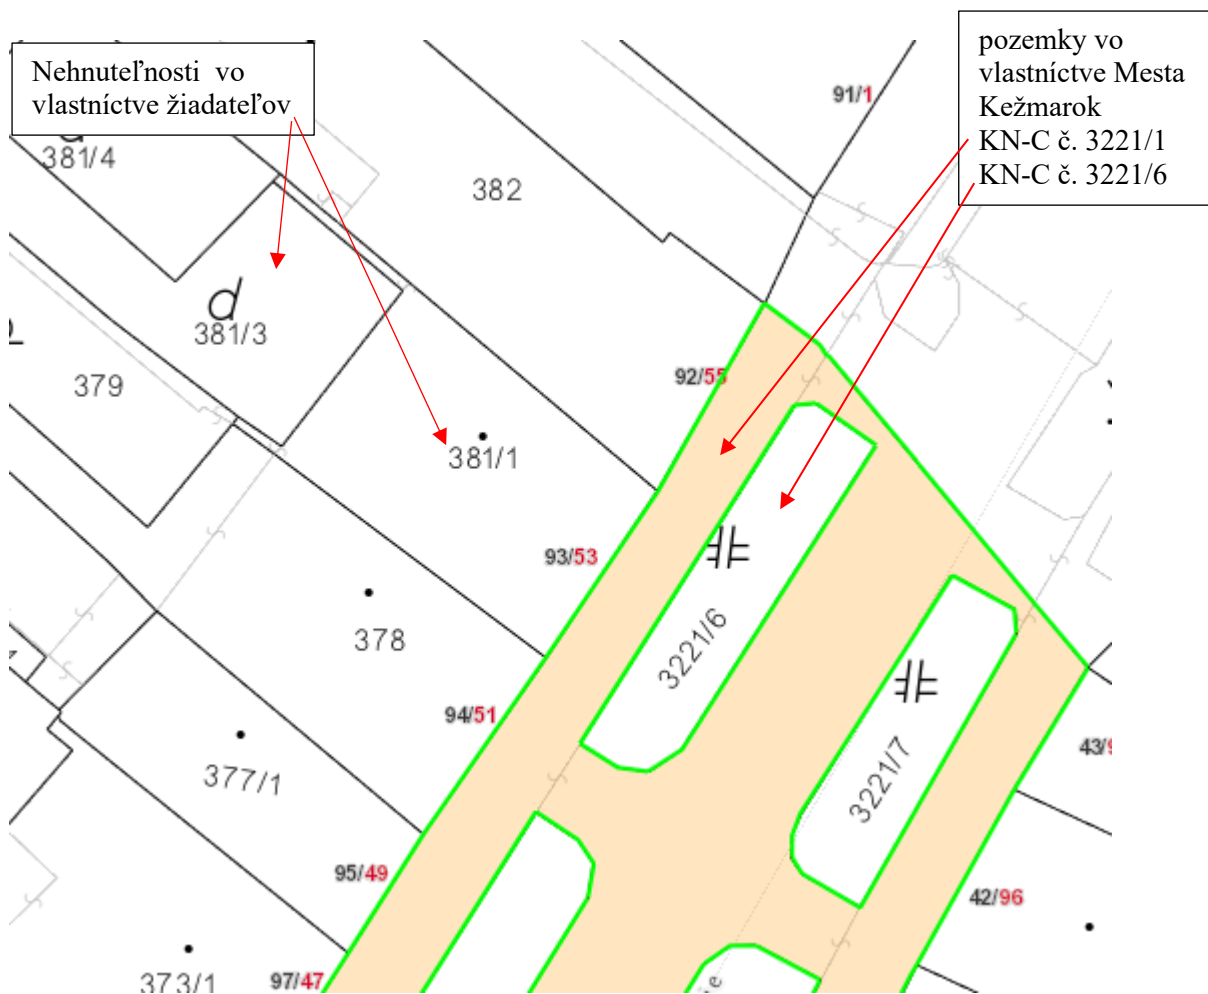 Nehnuteľnosti vo
vlastníctve žiadateľov
pozemky vo
vlastníctve Mesta
Kežmarok
KN-C č. 3221/1
KN-C č. 3221/6
91/1
381/4
382
d
381/3
379
92/55
381/1
93/53
3221/6
378
94/51
3221/7
43/9
377/1
95/49
42/96
373/1
97/47